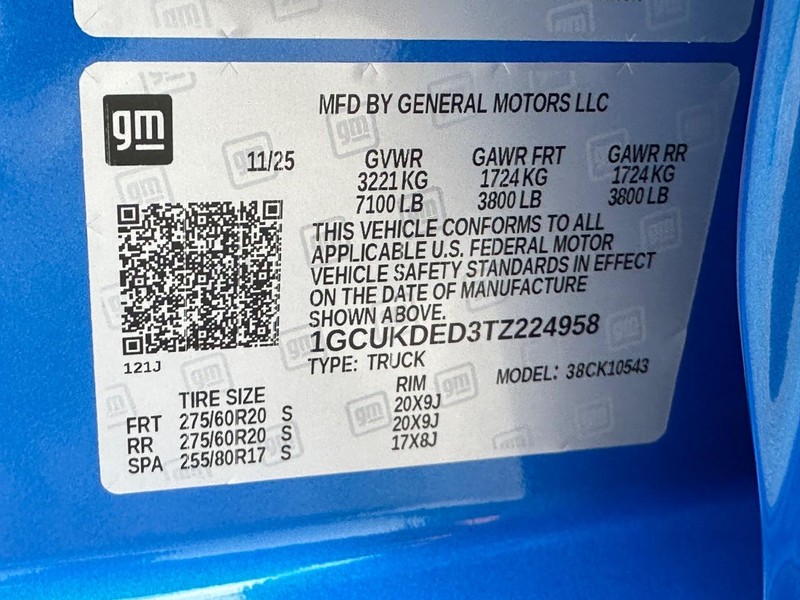 gm
MFD BY GENERAL MOTORS LLC
11/25 GVWR GAWR FRT GAWR RR
3221 KG 1724 KG 1724 KG
7100 LB 3800 LB 3800 LB
THIS VEHICLE CONFORMS TO ALL
APPLICABLE U.S. FEDERAL MOTOR
VEHICLE SAFETY STANDARDS IN EFFECT
ON THE DATE OF MANUFACTURE
SHOWN ABOVE.
1GCUKDED3TZ224958
121J
TYPE: TRUCK MODEL: 38CK10543
TIRE SIZE RIM
FRT 275/60R20 S 20X9J
RR 275/60R20 S 20X9J
SPA 255/80R17 S 17X8J